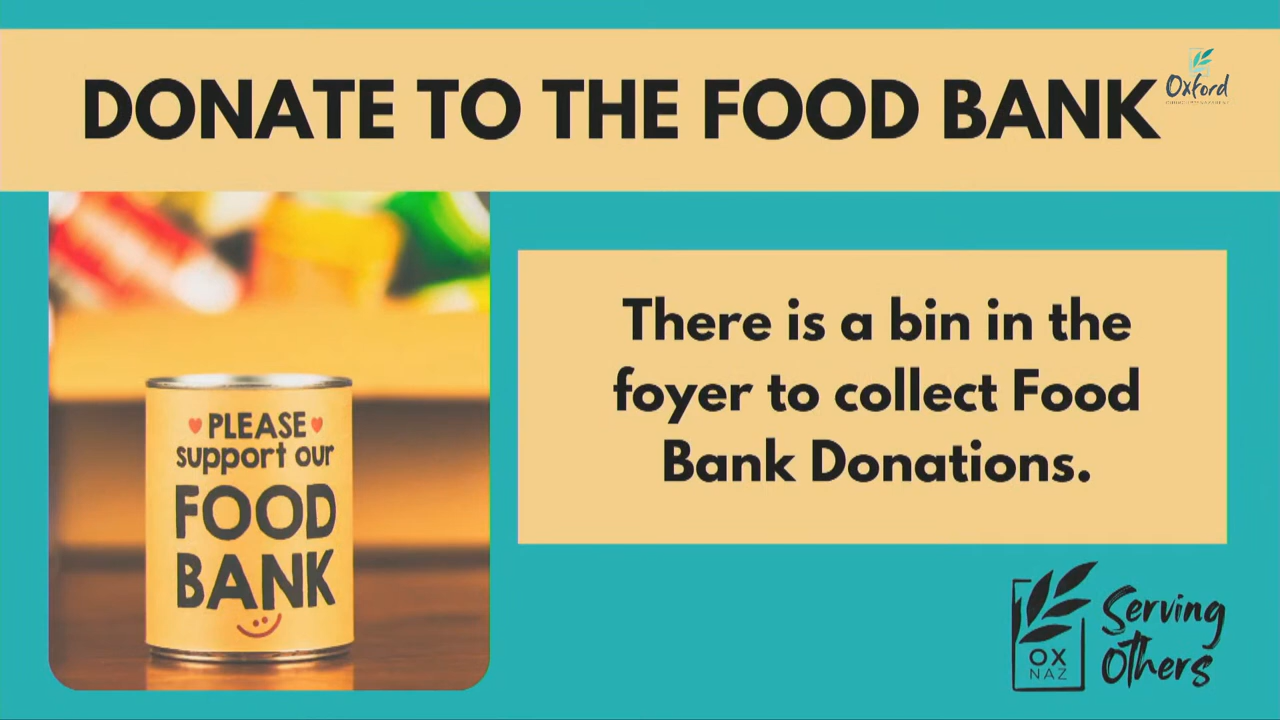 DONATE TO THE FOOD BANK
Oxford
There is a bin in the
foyer to collect Food
Bank Donations.
PLEASE
support our
FOOD
BANK
OX
NAZ
Serving
Others